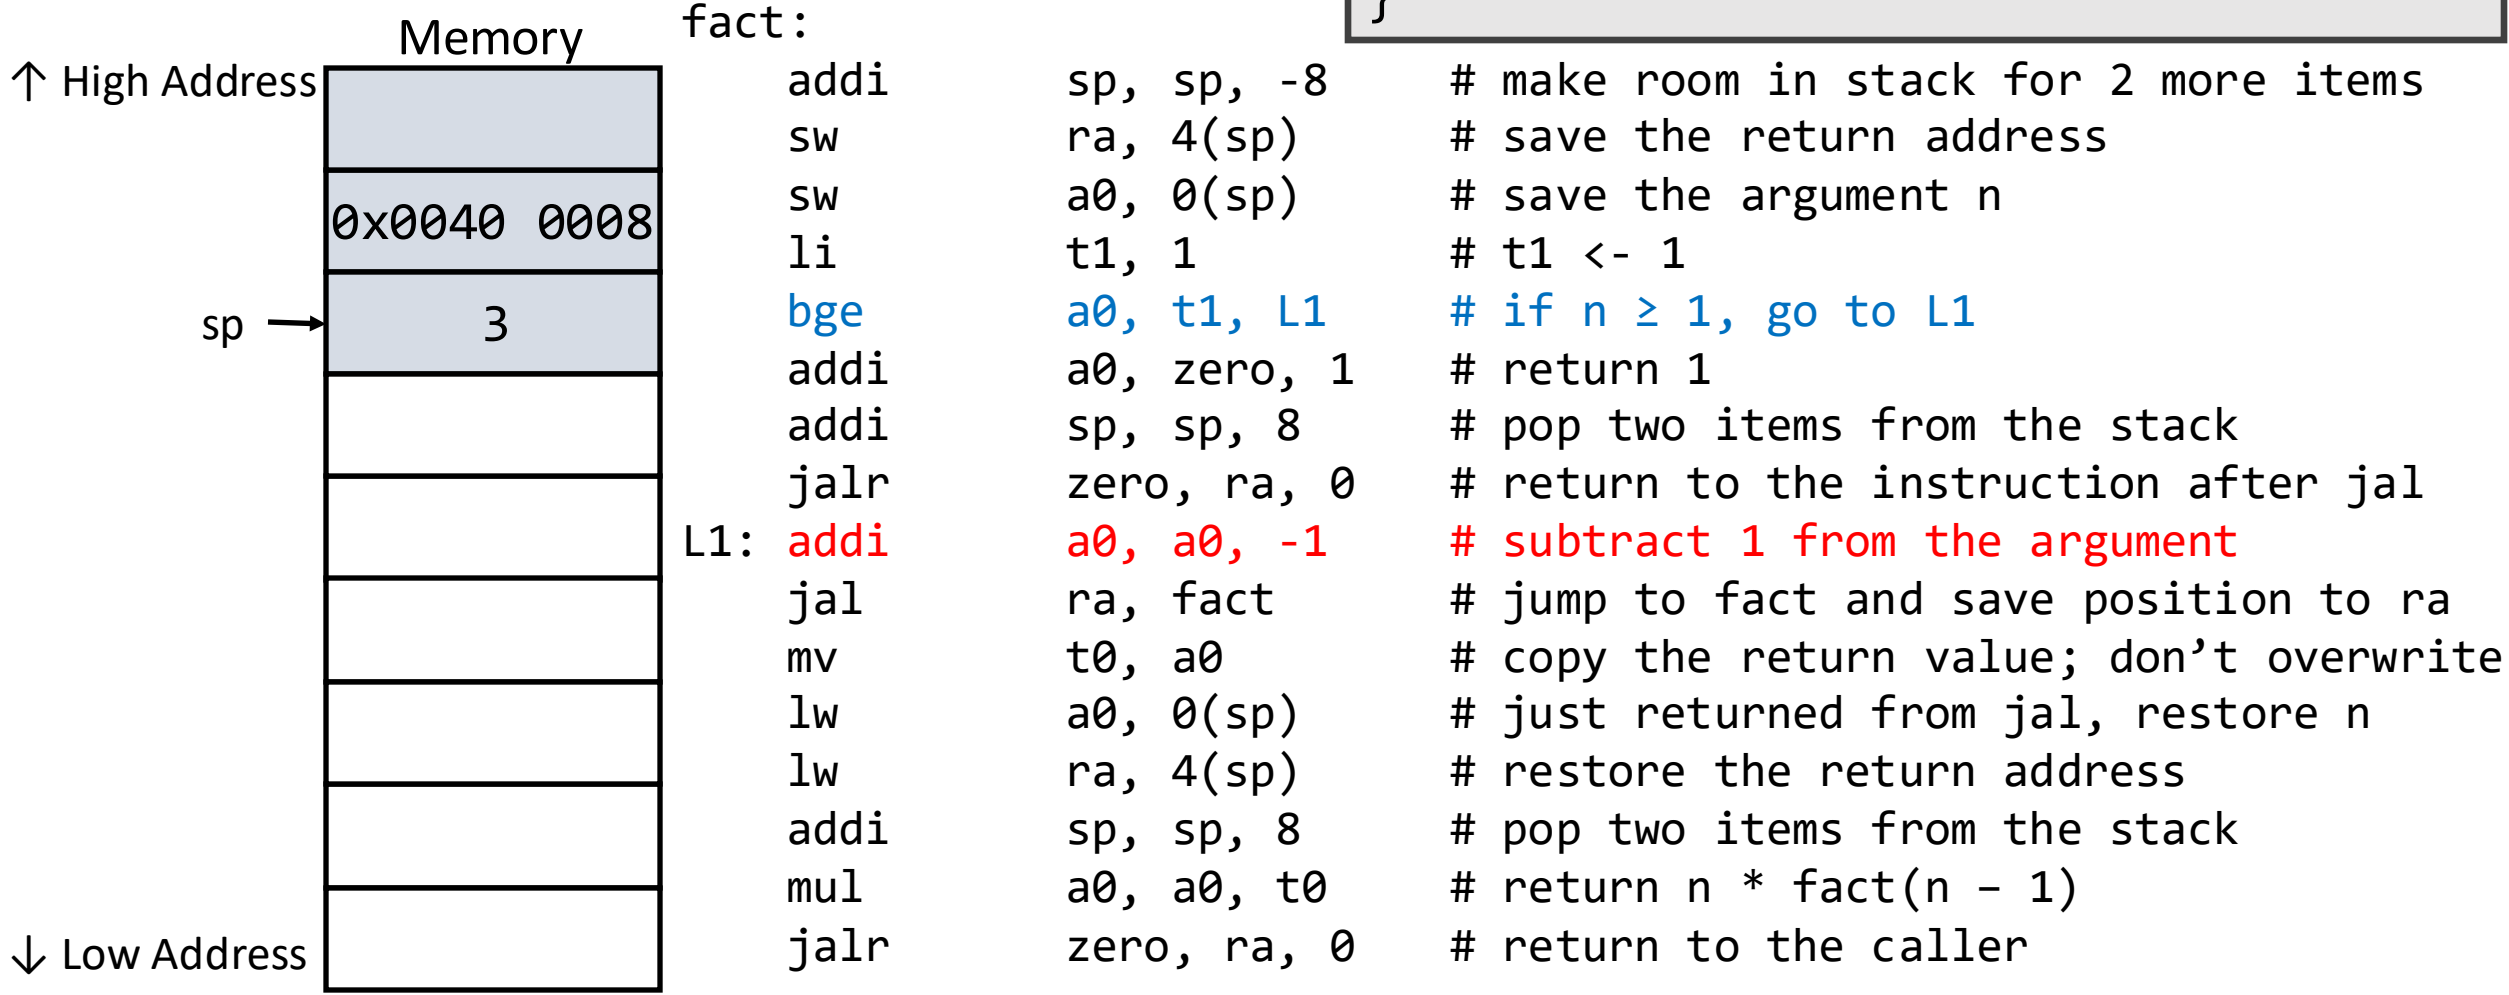 }
Memory
↑ High Address
0x0040 0008
sp
3
↓ Low Address
fact:
addi sp, sp, -8 # make room in stack for 2 more items
sw ra, 4(sp) # save the return address
sw a0, 0(sp) # save the argument n
li t1, 1 # t1 <- 1
bge a0, t1, L1 # if n ≥ 1, go to L1
addi a0, zero, 1 # return 1
addi sp, sp, 8 # pop two items from the stack
jalr zero, ra, 0 # return to the instruction after jal
L1: addi a0, a0, -1 # subtract 1 from the argument
jal ra, fact # jump to fact and save position to ra
mv t0, a0 # copy the return value; don’t overwrite
lw a0, 0(sp) # just returned from jal, restore n
lw ra, 4(sp) # restore the return address
addi sp, sp, 8 # pop two items from the stack
mul a0, a0, t0 # return n * fact(n – 1)
jalr zero, ra, 0 # return to the caller